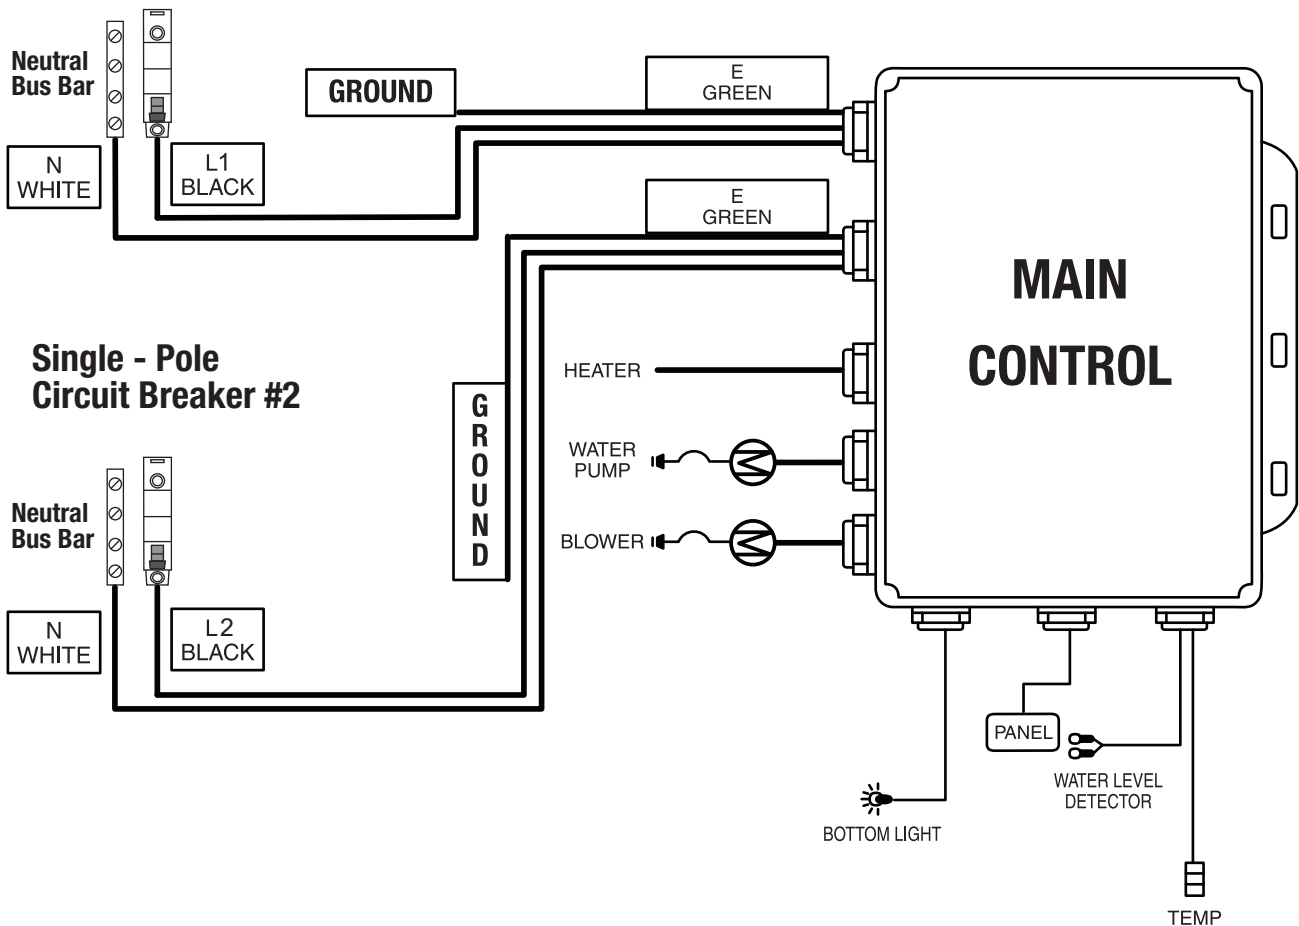 Neutral
Bus Bar
GROUND
E
GREEN
N
WHITE
L1
BLACK
E
GREEN
MAIN
CONTROL
Single - Pole
Circuit Breaker #2
HEATER
GROUND
WATER
PUMP
Neutral
Bus Bar
BLOWER
N
WHITE
L2
BLACK
PANEL
WATER LEVEL
DETECTOR
BOTTOM LIGHT
TEMP